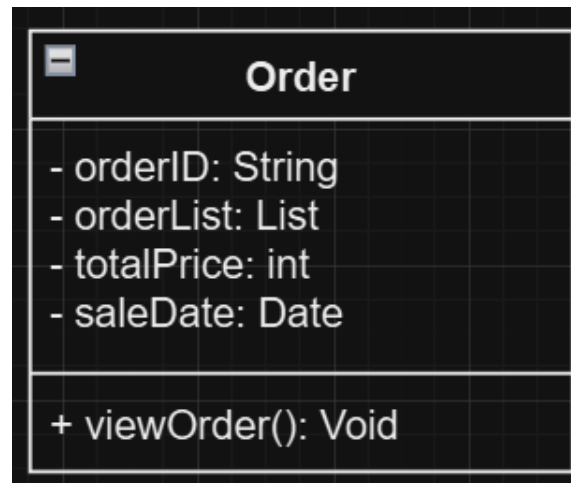 Order
- orderID: String
- orderList: List
- totalPrice: int
- saleDate: Date
+ viewOrder(): Void